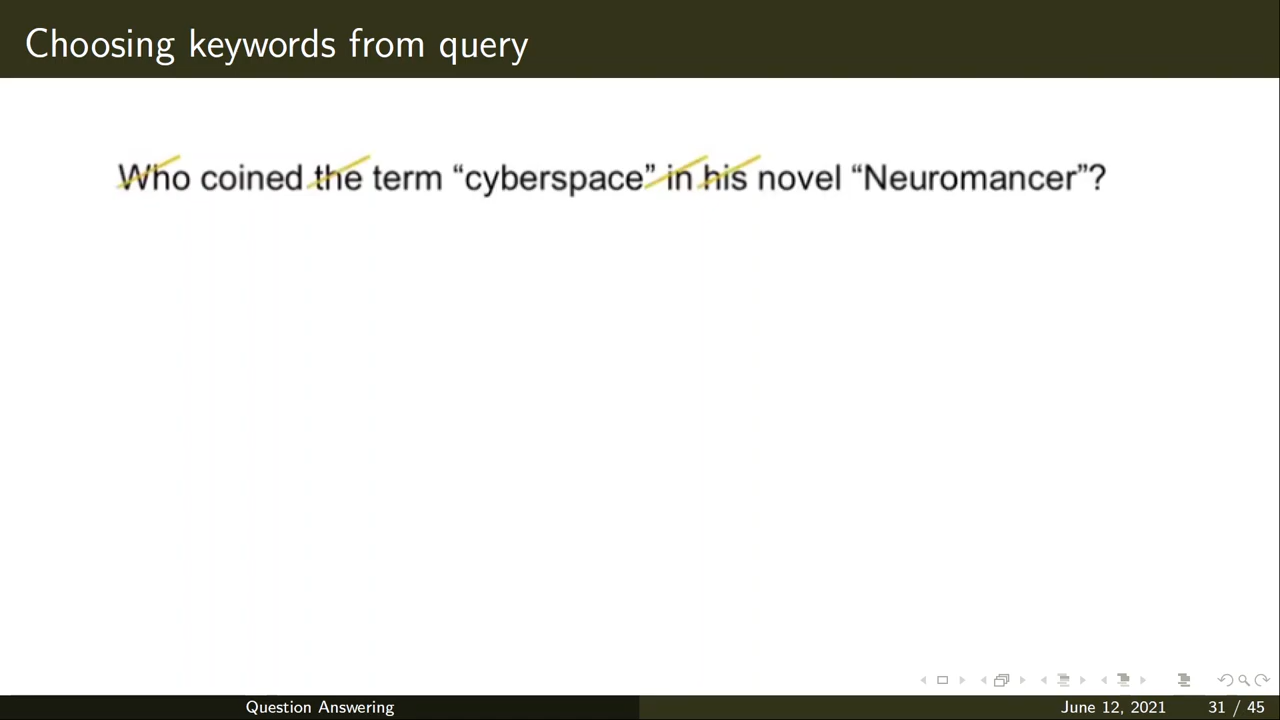 Choosing keywords from query
Who coined the term “cyberspace” in his novel “Neuromancer”?
Question Answering
June 12, 2021
31 / 45